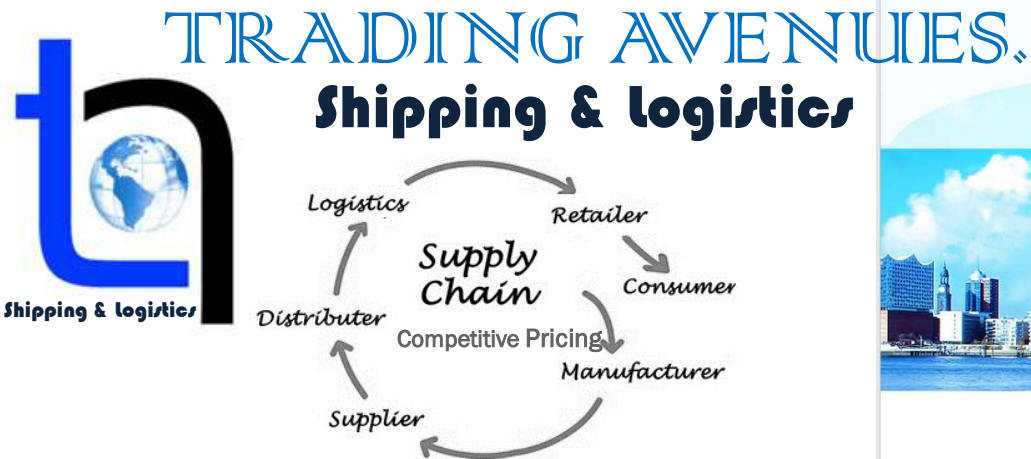 TRADING AVENUES.
Shipping & Logistics
Logistics
Retailer
Supply
Chain
Consumer
Shipping & Logistics
Distributer
Competitive Pricing
Manufacturer
Supplier